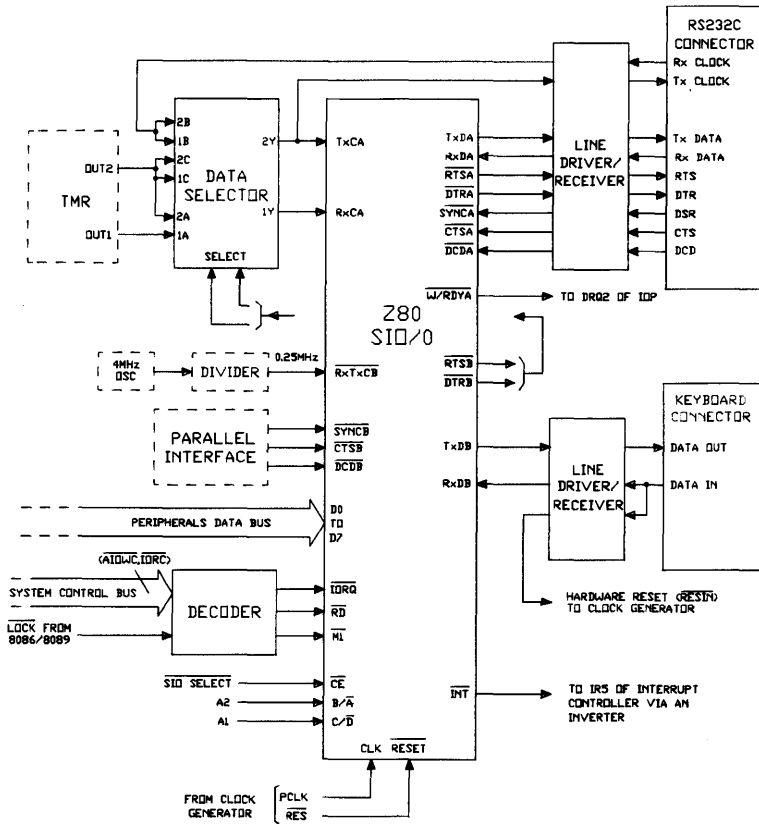 RS232C
CONNECTOR
Rx CLOCK
Tx CLOCK
Tx DATA
Rx DATA
RTS
DTR
DSR
CTS
DCD
LINE
DRIVER/
RECEIVER
TMR
OUT2
OUT1
2B
1B
2C
1C
2A
1A
DATA
SELECTOR
2Y
1Y
SELECT
Z80
SIO/0
TxCA
RxCA
TxDA
RxDA
RTSA
DTRA
SYNCA
CTSA
DCDA
W/RDYA
TO DRQ2 OF IOP
RTSB
DTRB
4MHz
OSC
DIVIDER
0.25MHz
RxTxCB
PARALLEL
INTERFACE
SYNCB
CTSB
DCDB
TxDB
RxDB
LINE
DRIVER/
RECEIVER
KEYBOARD
CONNECTOR
DATA OUT
DATA IN
HARDWARE RESET (RESIN)
TO CLOCK GENERATOR
PERIPHERALS DATA BUS
D0
TO
D7
(AIOWC,IORC)
SYSTEM CONTROL BUS
LOCK FROM
8086/8089
DECODER
IORQ
RD
M1
SIO SELECT
CE
A2
B/A
A1
C/D
INT
TO IR5 OF INTERRUPT
CONTROLLER VIA AN
INVERTER
CLK RESET
FROM CLOCK
GENERATOR
PCLK
RES